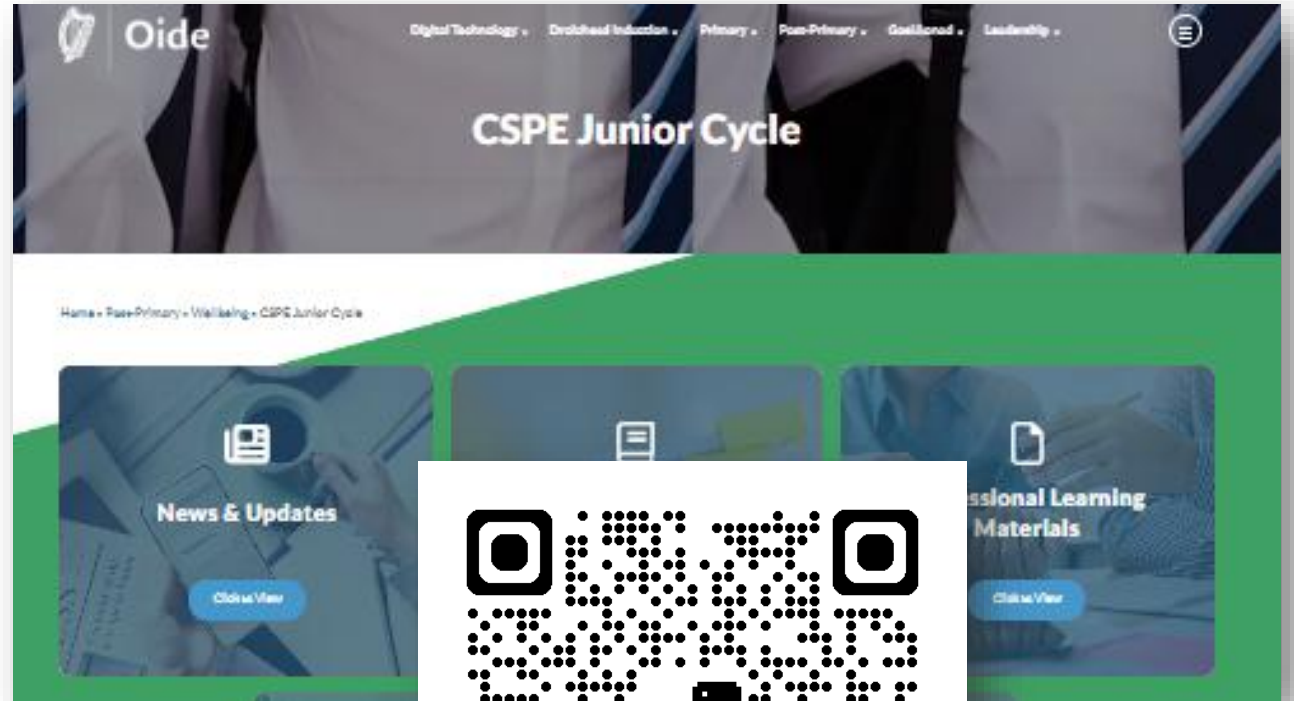 Oide
Digital Technology Droichead Induction Primary Post-Primary Gaeilge Leadership
CSPE Junior Cycle
Home » Post-Primary » Wellbeing » CSPE Junior Cycle
News & Updates
ssional Learning
Materials
Click to View
Click to View